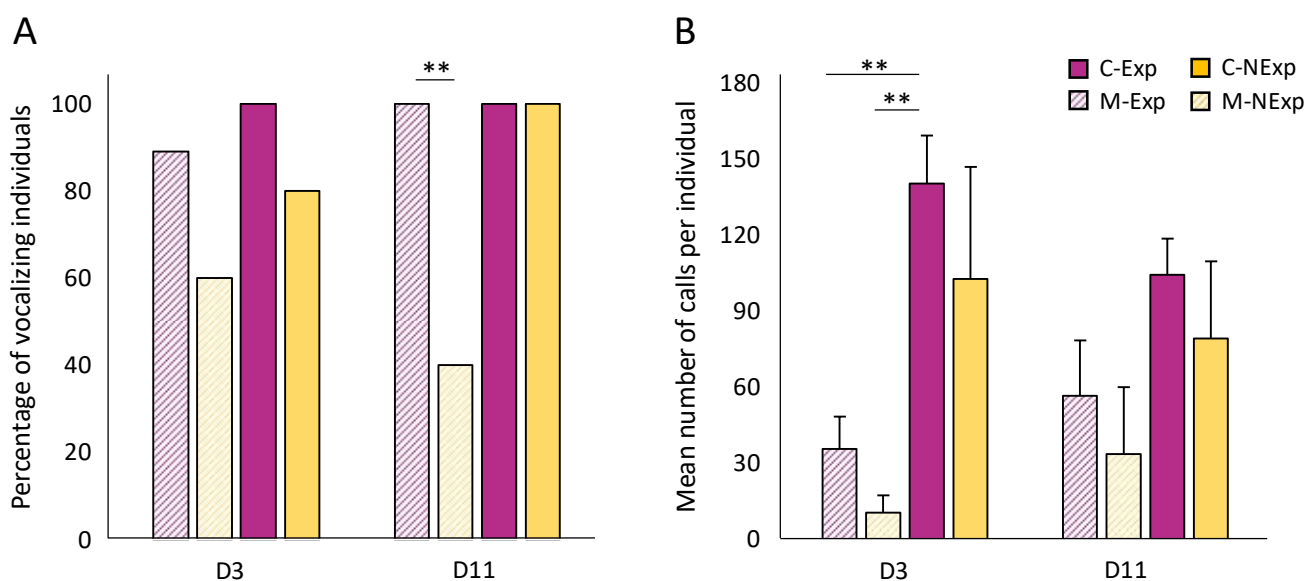 A
Percentage of vocalizing individuals
100
80
60
40
20
0
**
D3
D11
B
Mean number of calls per individual
180
150
120
90
60
30
0
**
**
C-Exp
C-NExp
M-Exp
M-NExp
D3
D11